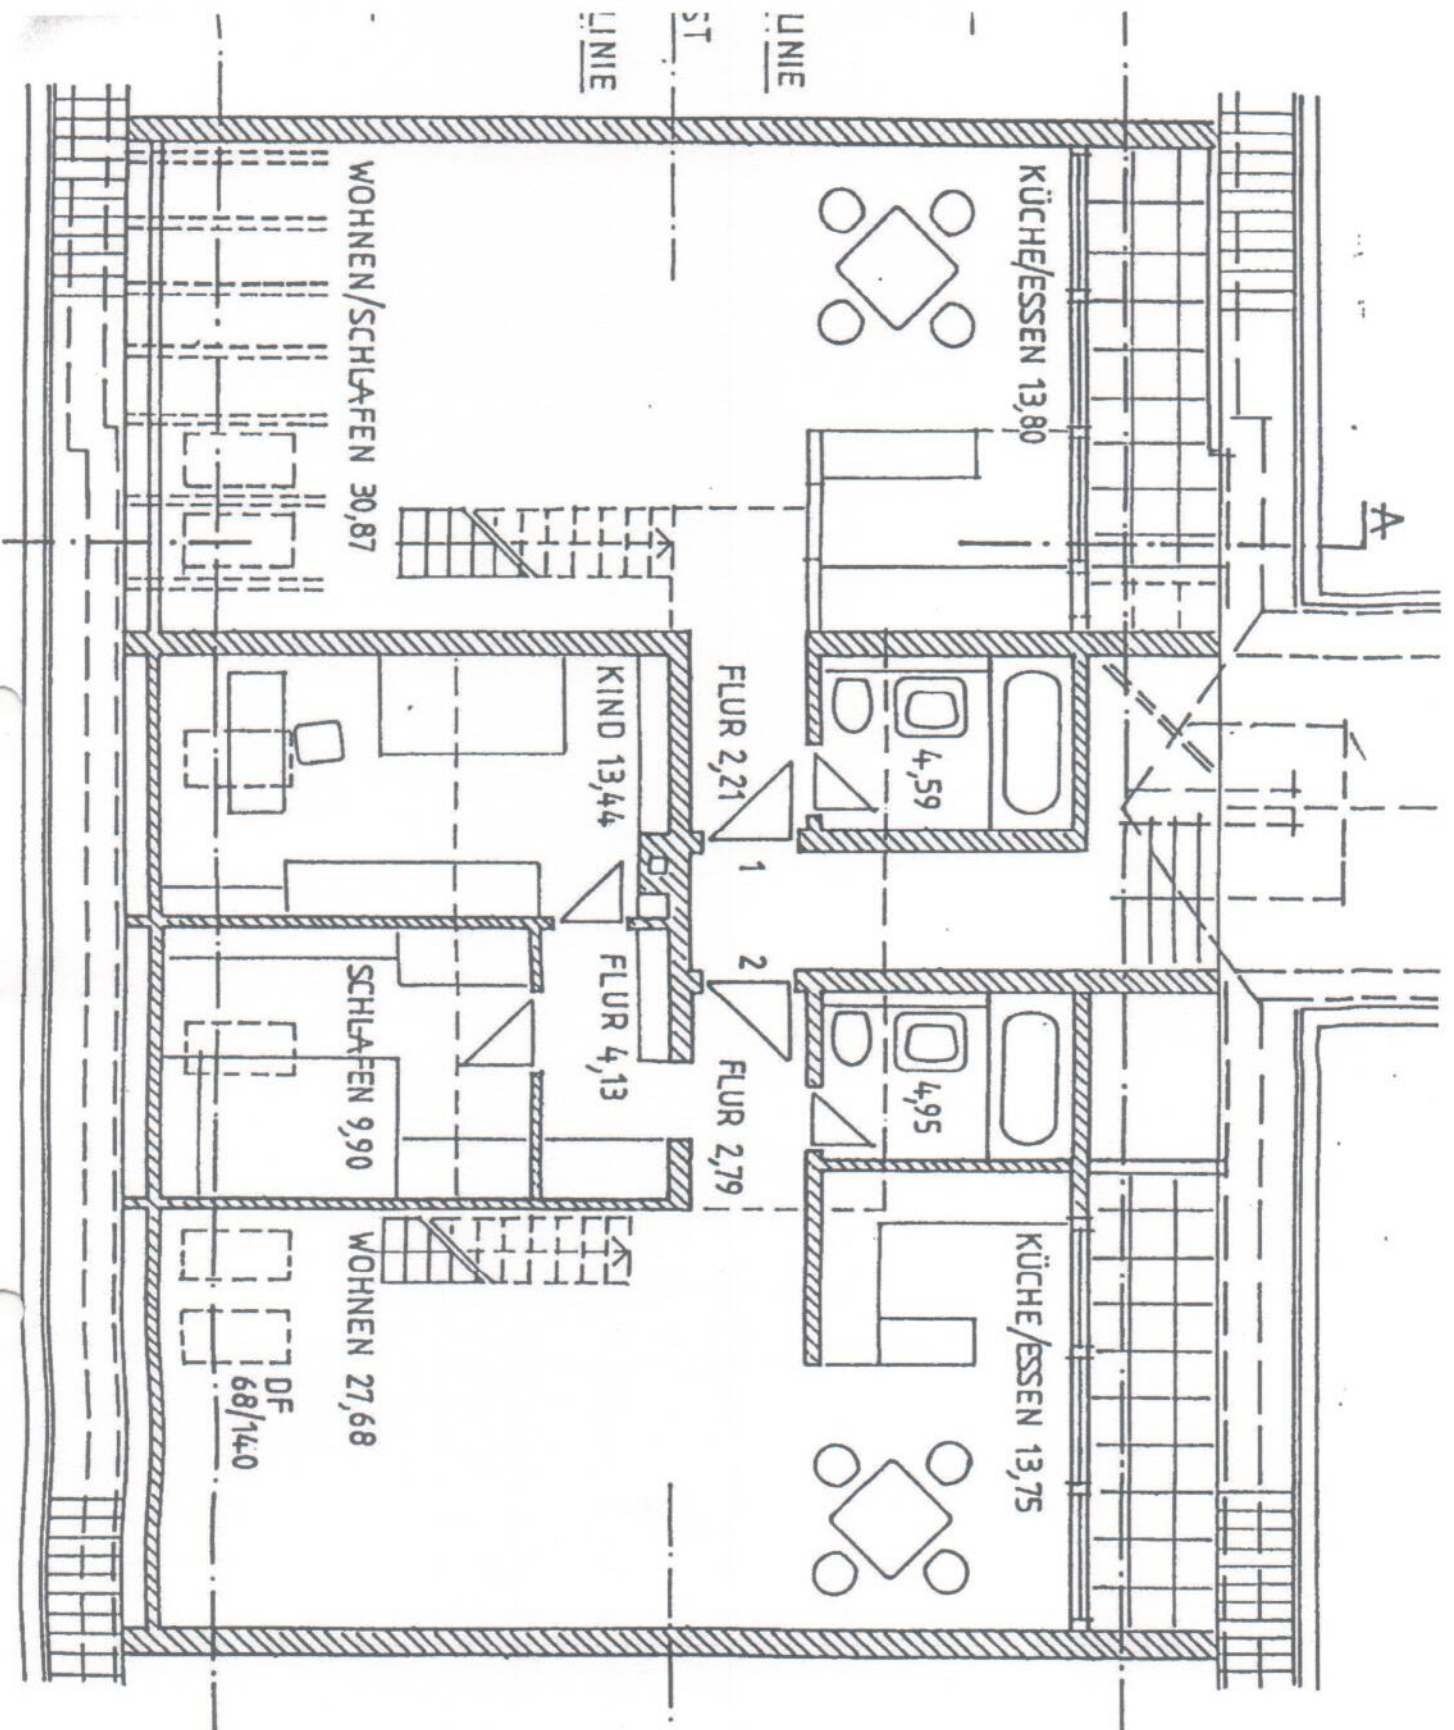 LINIE
ST
LINIE
KÜCHE/ESSEN 13,80
WOHNEN/SCHLAFEN 30,87
A
FLUR 2,21
KIND 13,44
4,59
1
2
FLUR 4,13
SCHLAFEN 9,90
4,95
FLUR 2,79
KÜCHE/ESSEN 13,75
WOHNEN 27,68
DF
68/140